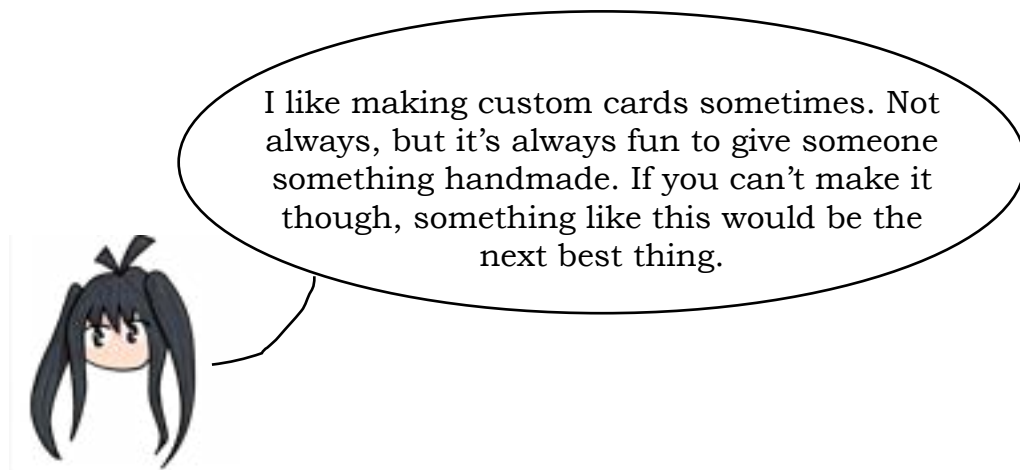 I like making custom cards sometimes. Not
always, but it’s always fun to give someone
something handmade. If you can’t make it
though, something like this would be the
next best thing.